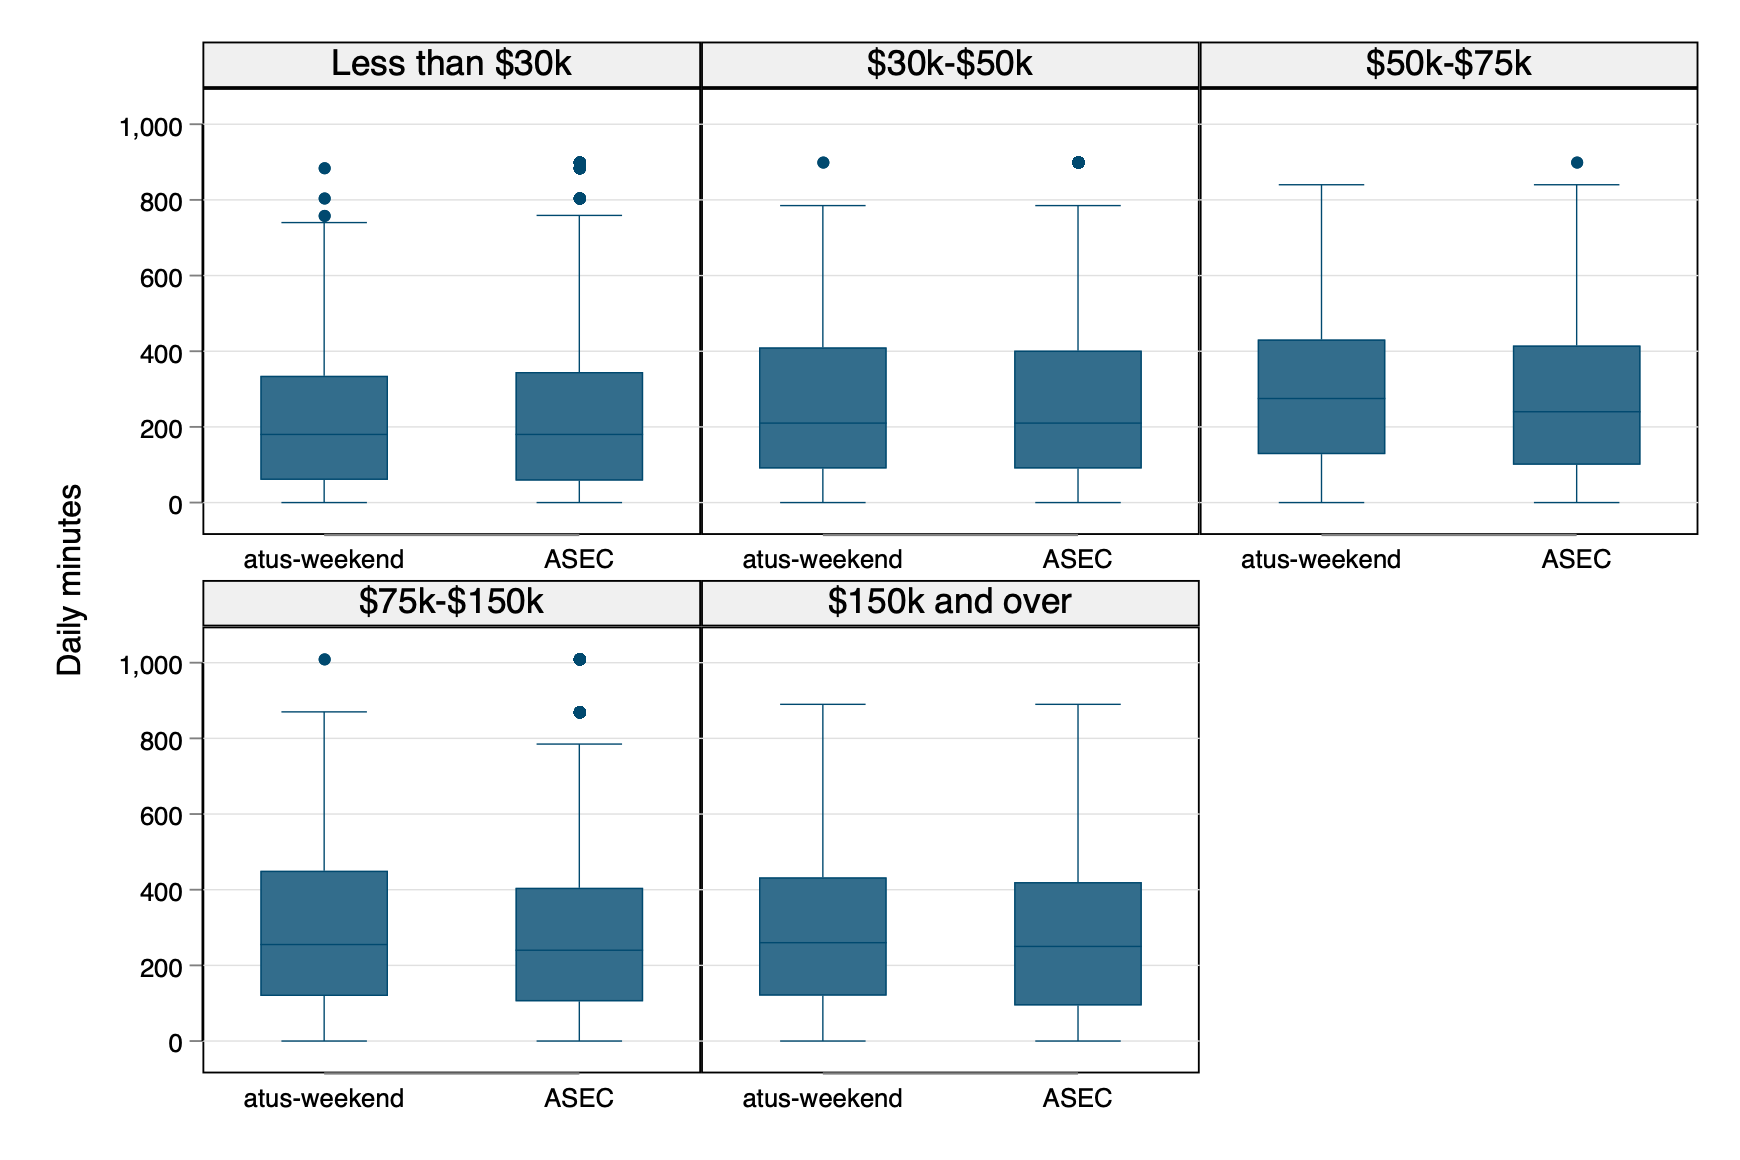 Less than $30k
$30k-$50k
$50k-$75k
1,000
800
600
400
200
0
atus-weekend
ASEC
atus-weekend
ASEC
atus-weekend
ASEC
Daily minutes
$75k-$150k
$150k and over
1,000
800
600
400
200
0
atus-weekend
ASEC
atus-weekend
ASEC